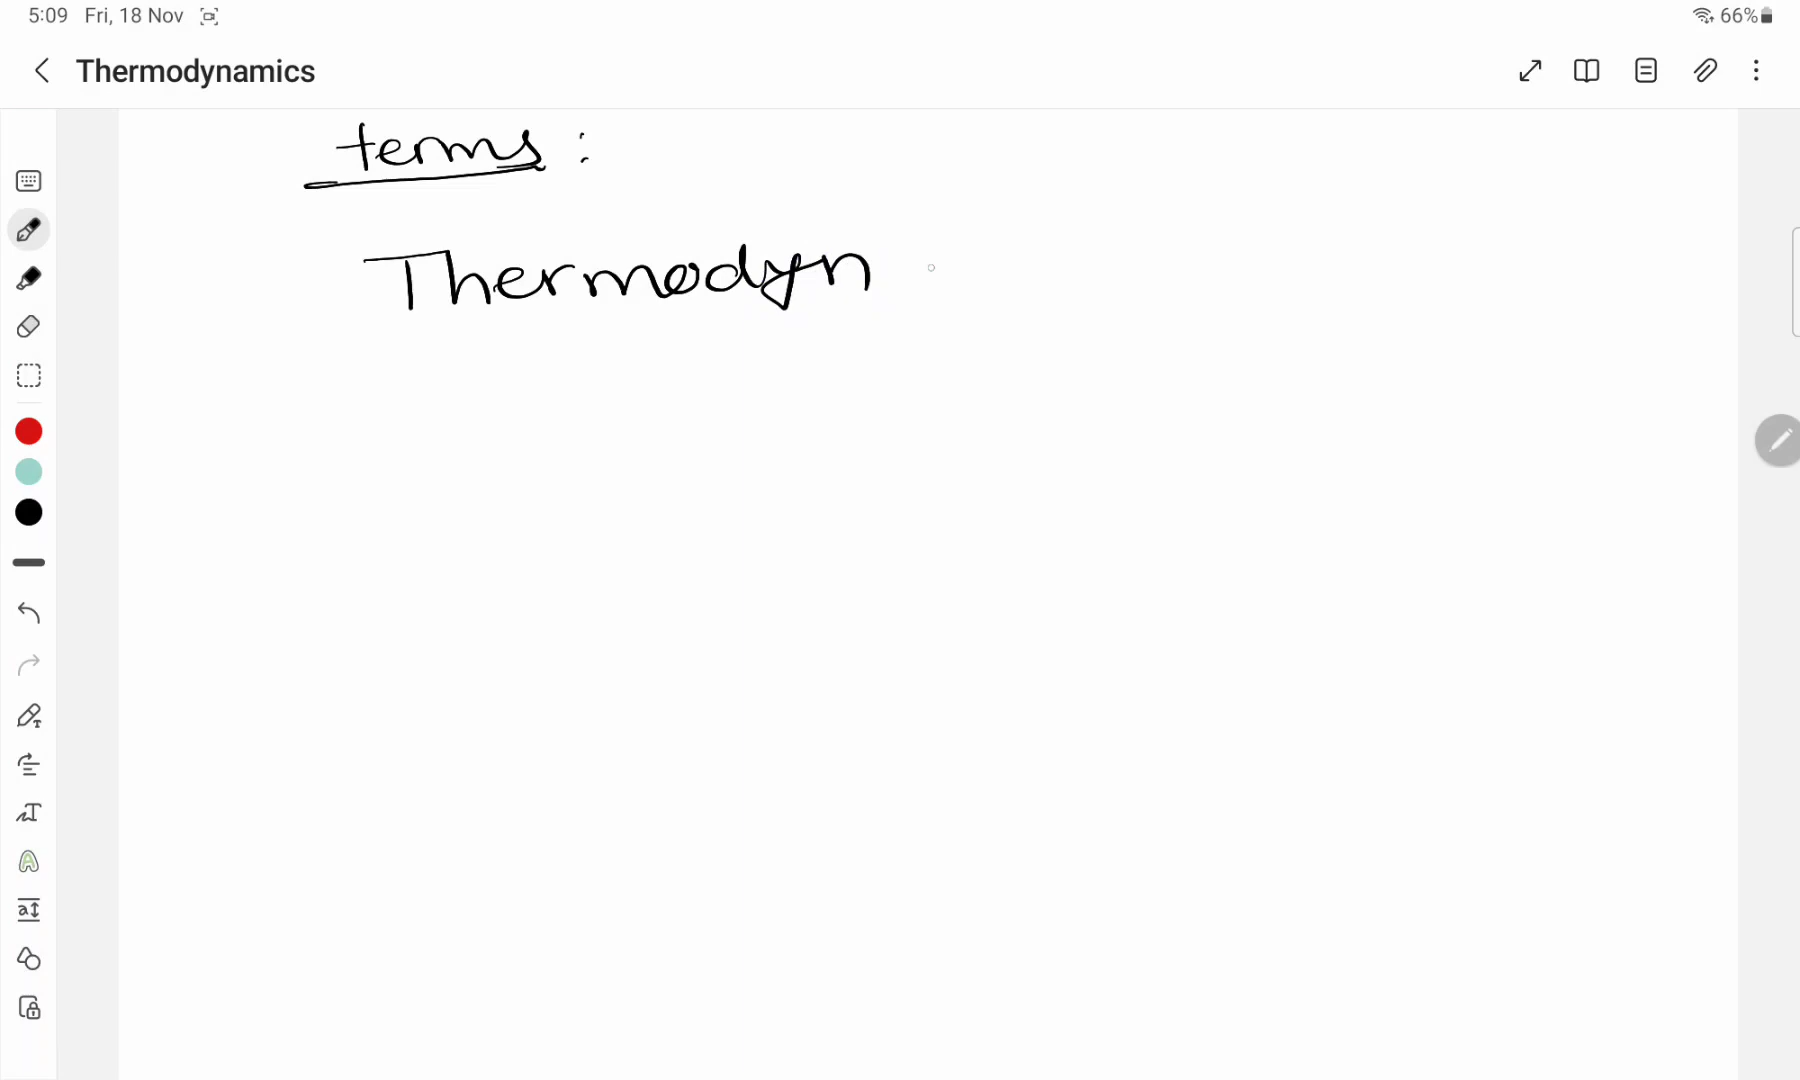 5:09 Fri, 18 Nov 66%
Thermodynamics
terms :
Thermodyn